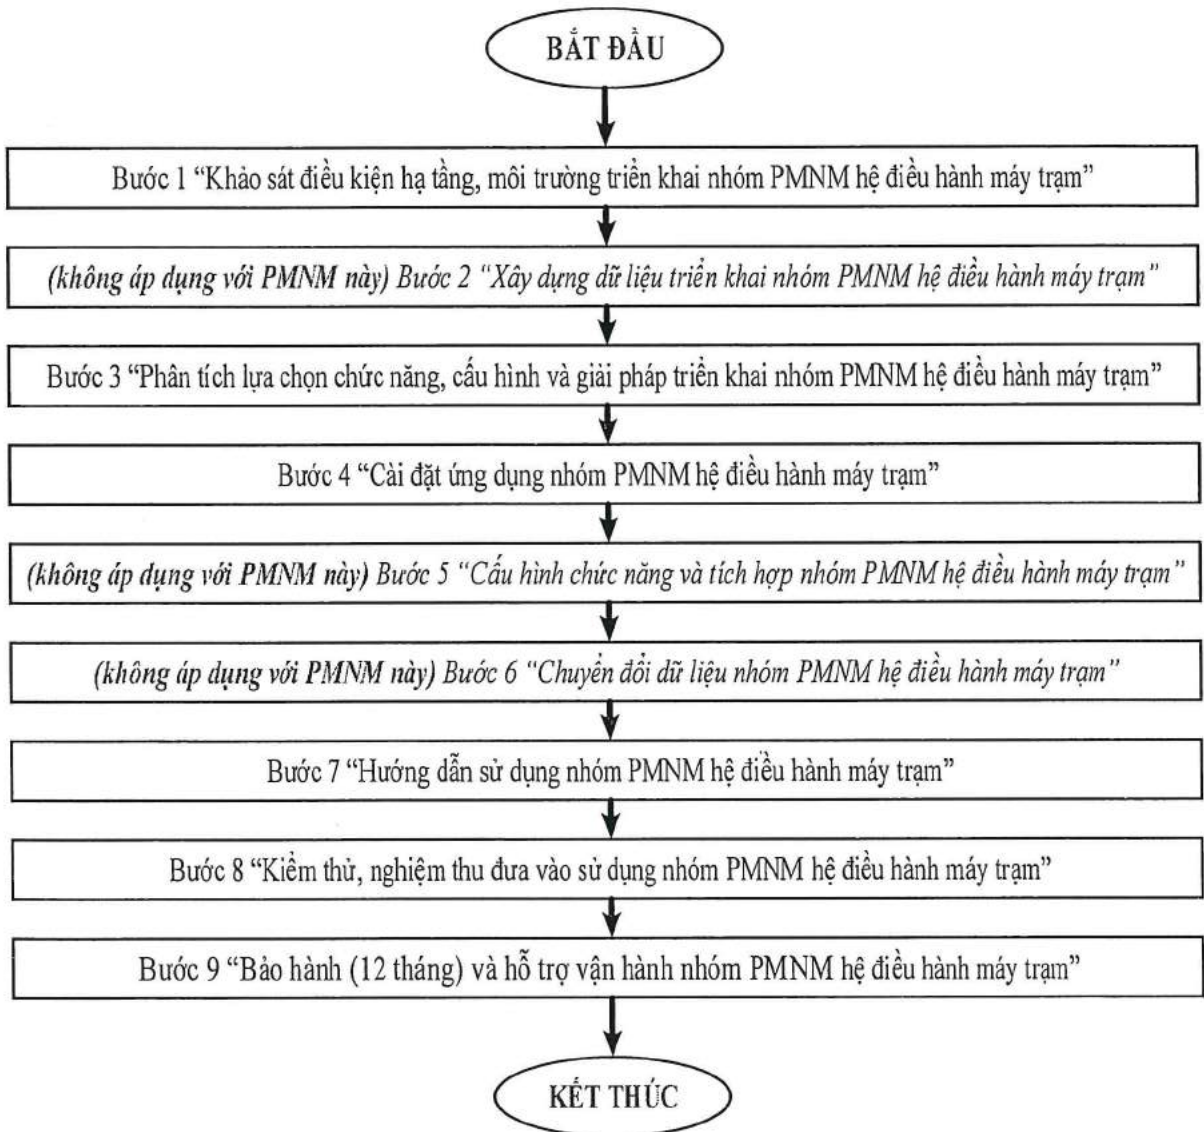 BẮT ĐẦU
Bước 1 “Khảo sát điều kiện hạ tầng, môi trường triển khai nhóm PMNM hệ điều hành máy trạm”
(không áp dụng với PMNM này) Bước 2 “Xây dựng dữ liệu triển khai nhóm PMNM hệ điều hành máy trạm”
Bước 3 “Phân tích lựa chọn chức năng, cấu hình và giải pháp triển khai nhóm PMNM hệ điều hành máy trạm”
Bước 4 “Cài đặt ứng dụng nhóm PMNM hệ điều hành máy trạm”
(không áp dụng với PMNM này) Bước 5 “Cấu hình chức năng và tích hợp nhóm PMNM hệ điều hành máy trạm”
(không áp dụng với PMNM này) Bước 6 “Chuyển đổi dữ liệu nhóm PMNM hệ điều hành máy trạm”
Bước 7 “Hướng dẫn sử dụng nhóm PMNM hệ điều hành máy trạm”
Bước 8 “Kiểm thử, nghiệm thu đưa vào sử dụng nhóm PMNM hệ điều hành máy trạm”
Bước 9 “Bảo hành (12 tháng) và hỗ trợ vận hành nhóm PMNM hệ điều hành máy trạm”
KẾT THÚC